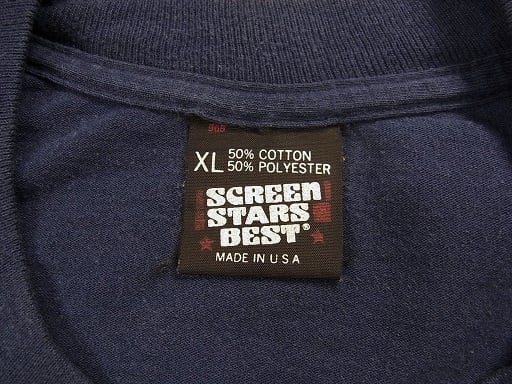 XL 50% COTTON
50% POLYESTER
SCREEN
STARS
BEST®
MADE IN U S A